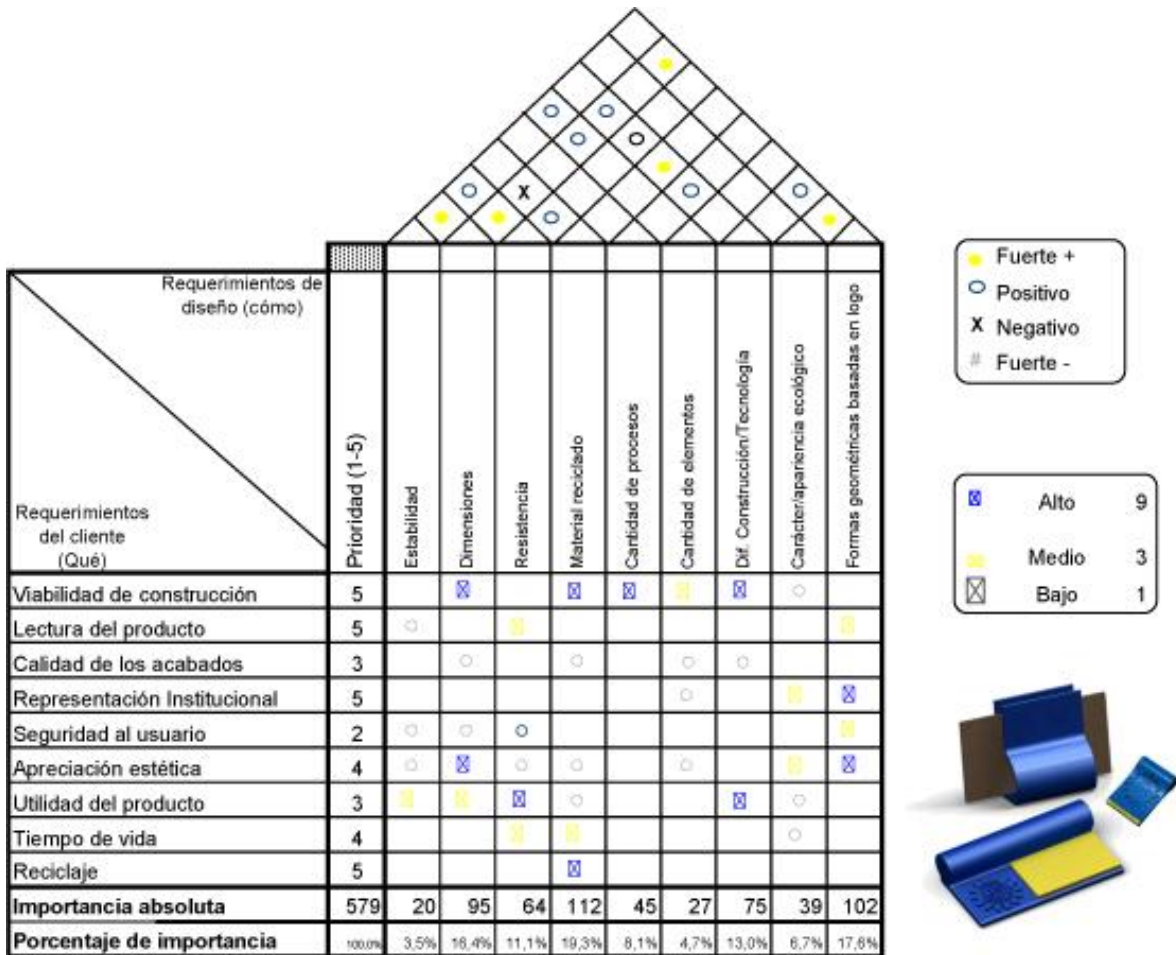 Fuerte +
Positivo
X Negativo
# Fuerte -
Requerimientos de
diseño (cómo)
Requerimientos
del cliente
(Qué)
Prioridad (1-5)
Estabilidad
Dimensiones
Resistencia
Material reciclado
Cantidad de procesos
Cantidad de elementos
Dif. Construcción/Tecnología
Carácter/apariencia ecológico
Formas geométricas basadas en logo
Alto 9
Medio 3
Bajo 1
X
Viabilidad de construcción 5
Lectura del producto 5
Calidad de los acabados 3
Representación Institucional 5
Seguridad al usuario 2
Apreciación estética 4
Utilidad del producto 3
Tiempo de vida 4
Reciclaje 5
Importancia absoluta 579 20 95 64 112 45 27 75 39 102
Porcentaje de importancia 100,0% 3,5% 16,4% 11,1% 19,3% 8,1% 4,7% 13,0% 6,7% 17,6%